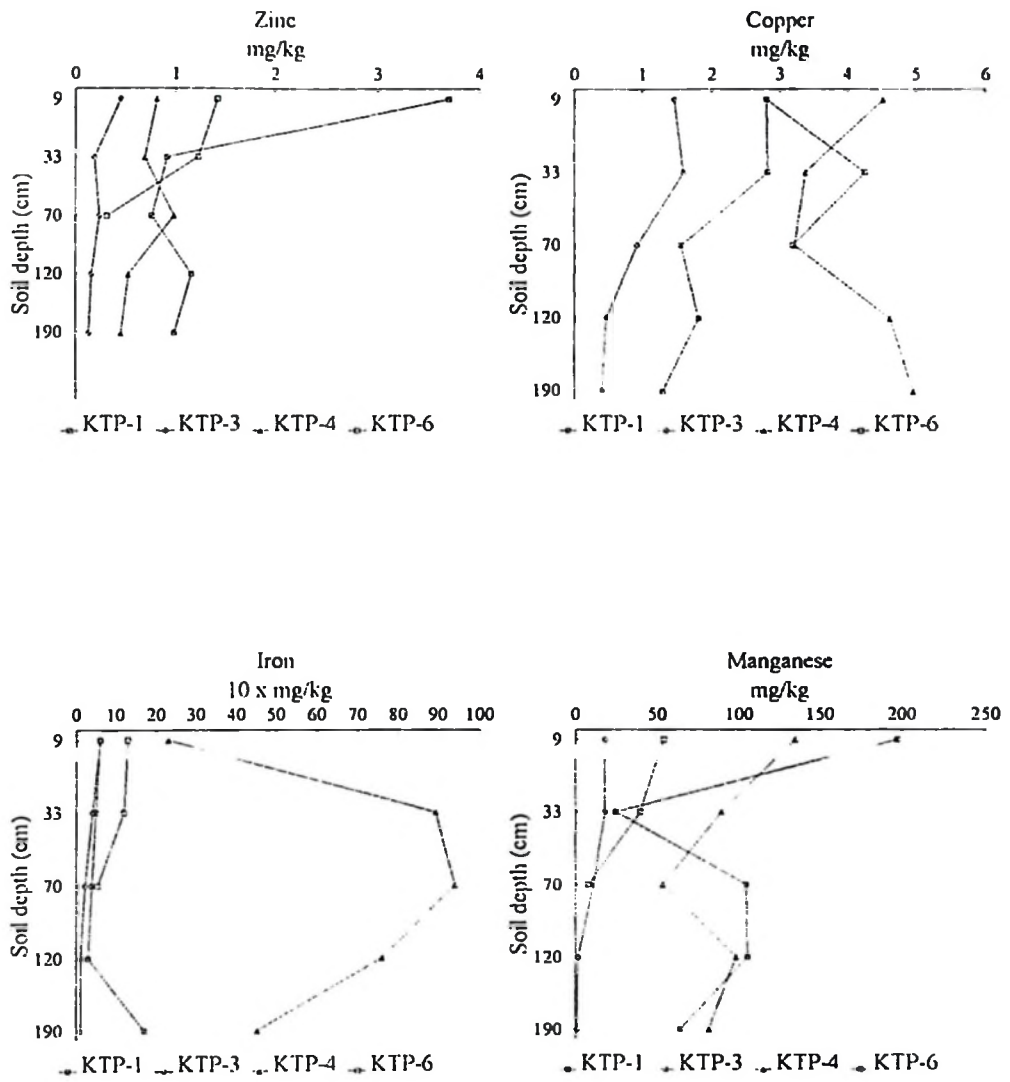 Zinc
mg/kg
0 1 2 3 4
9
33
70
120
190
Soil depth (cm)
KTP-1 KTP-3 KTP-4 KTP-6
Copper
mg/kg
0 1 2 3 4 5 6
9
33
70
120
190
Soil depth (cm)
KTP-1 KTP-3 KTP-4 KTP-6
Iron
10 x mg/kg
0 10 20 30 40 50 60 70 80 90 100
9
33
70
120
190
Soil depth (cm)
KTP-1 KTP-3 KTP-4 KTP-6
Manganese
mg/kg
0 50 100 150 200 250
9
33
70
120
190
Soil depth (cm)
KTP-1 KTP-3 KTP-4 KTP-6